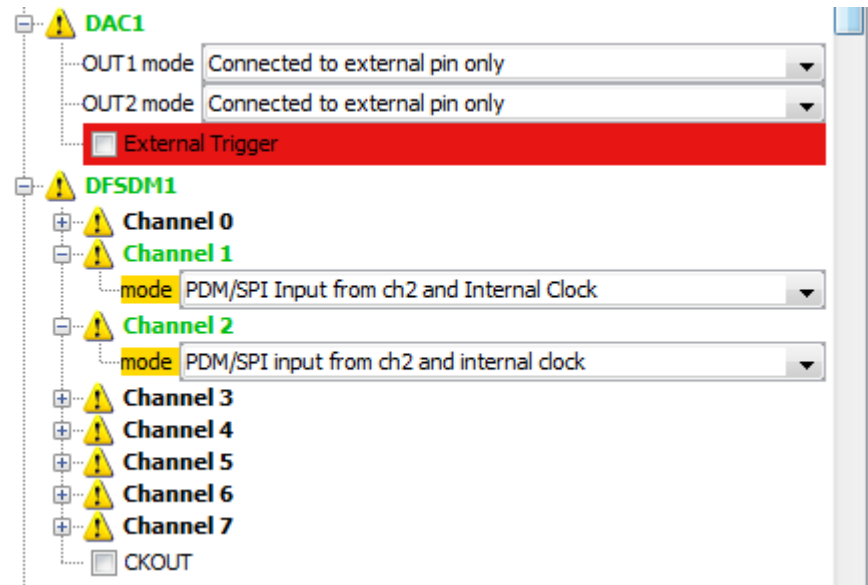 DAC1
OUT1 mode Connected to external pin only
OUT2 mode Connected to external pin only
External Trigger
DFSDM1
Channel 0
Channel 1
mode PDM/SPI Input from ch2 and Internal Clock
Channel 2
mode PDM/SPI input from ch2 and internal clock
Channel 3
Channel 4
Channel 5
Channel 6
Channel 7
CKOUT